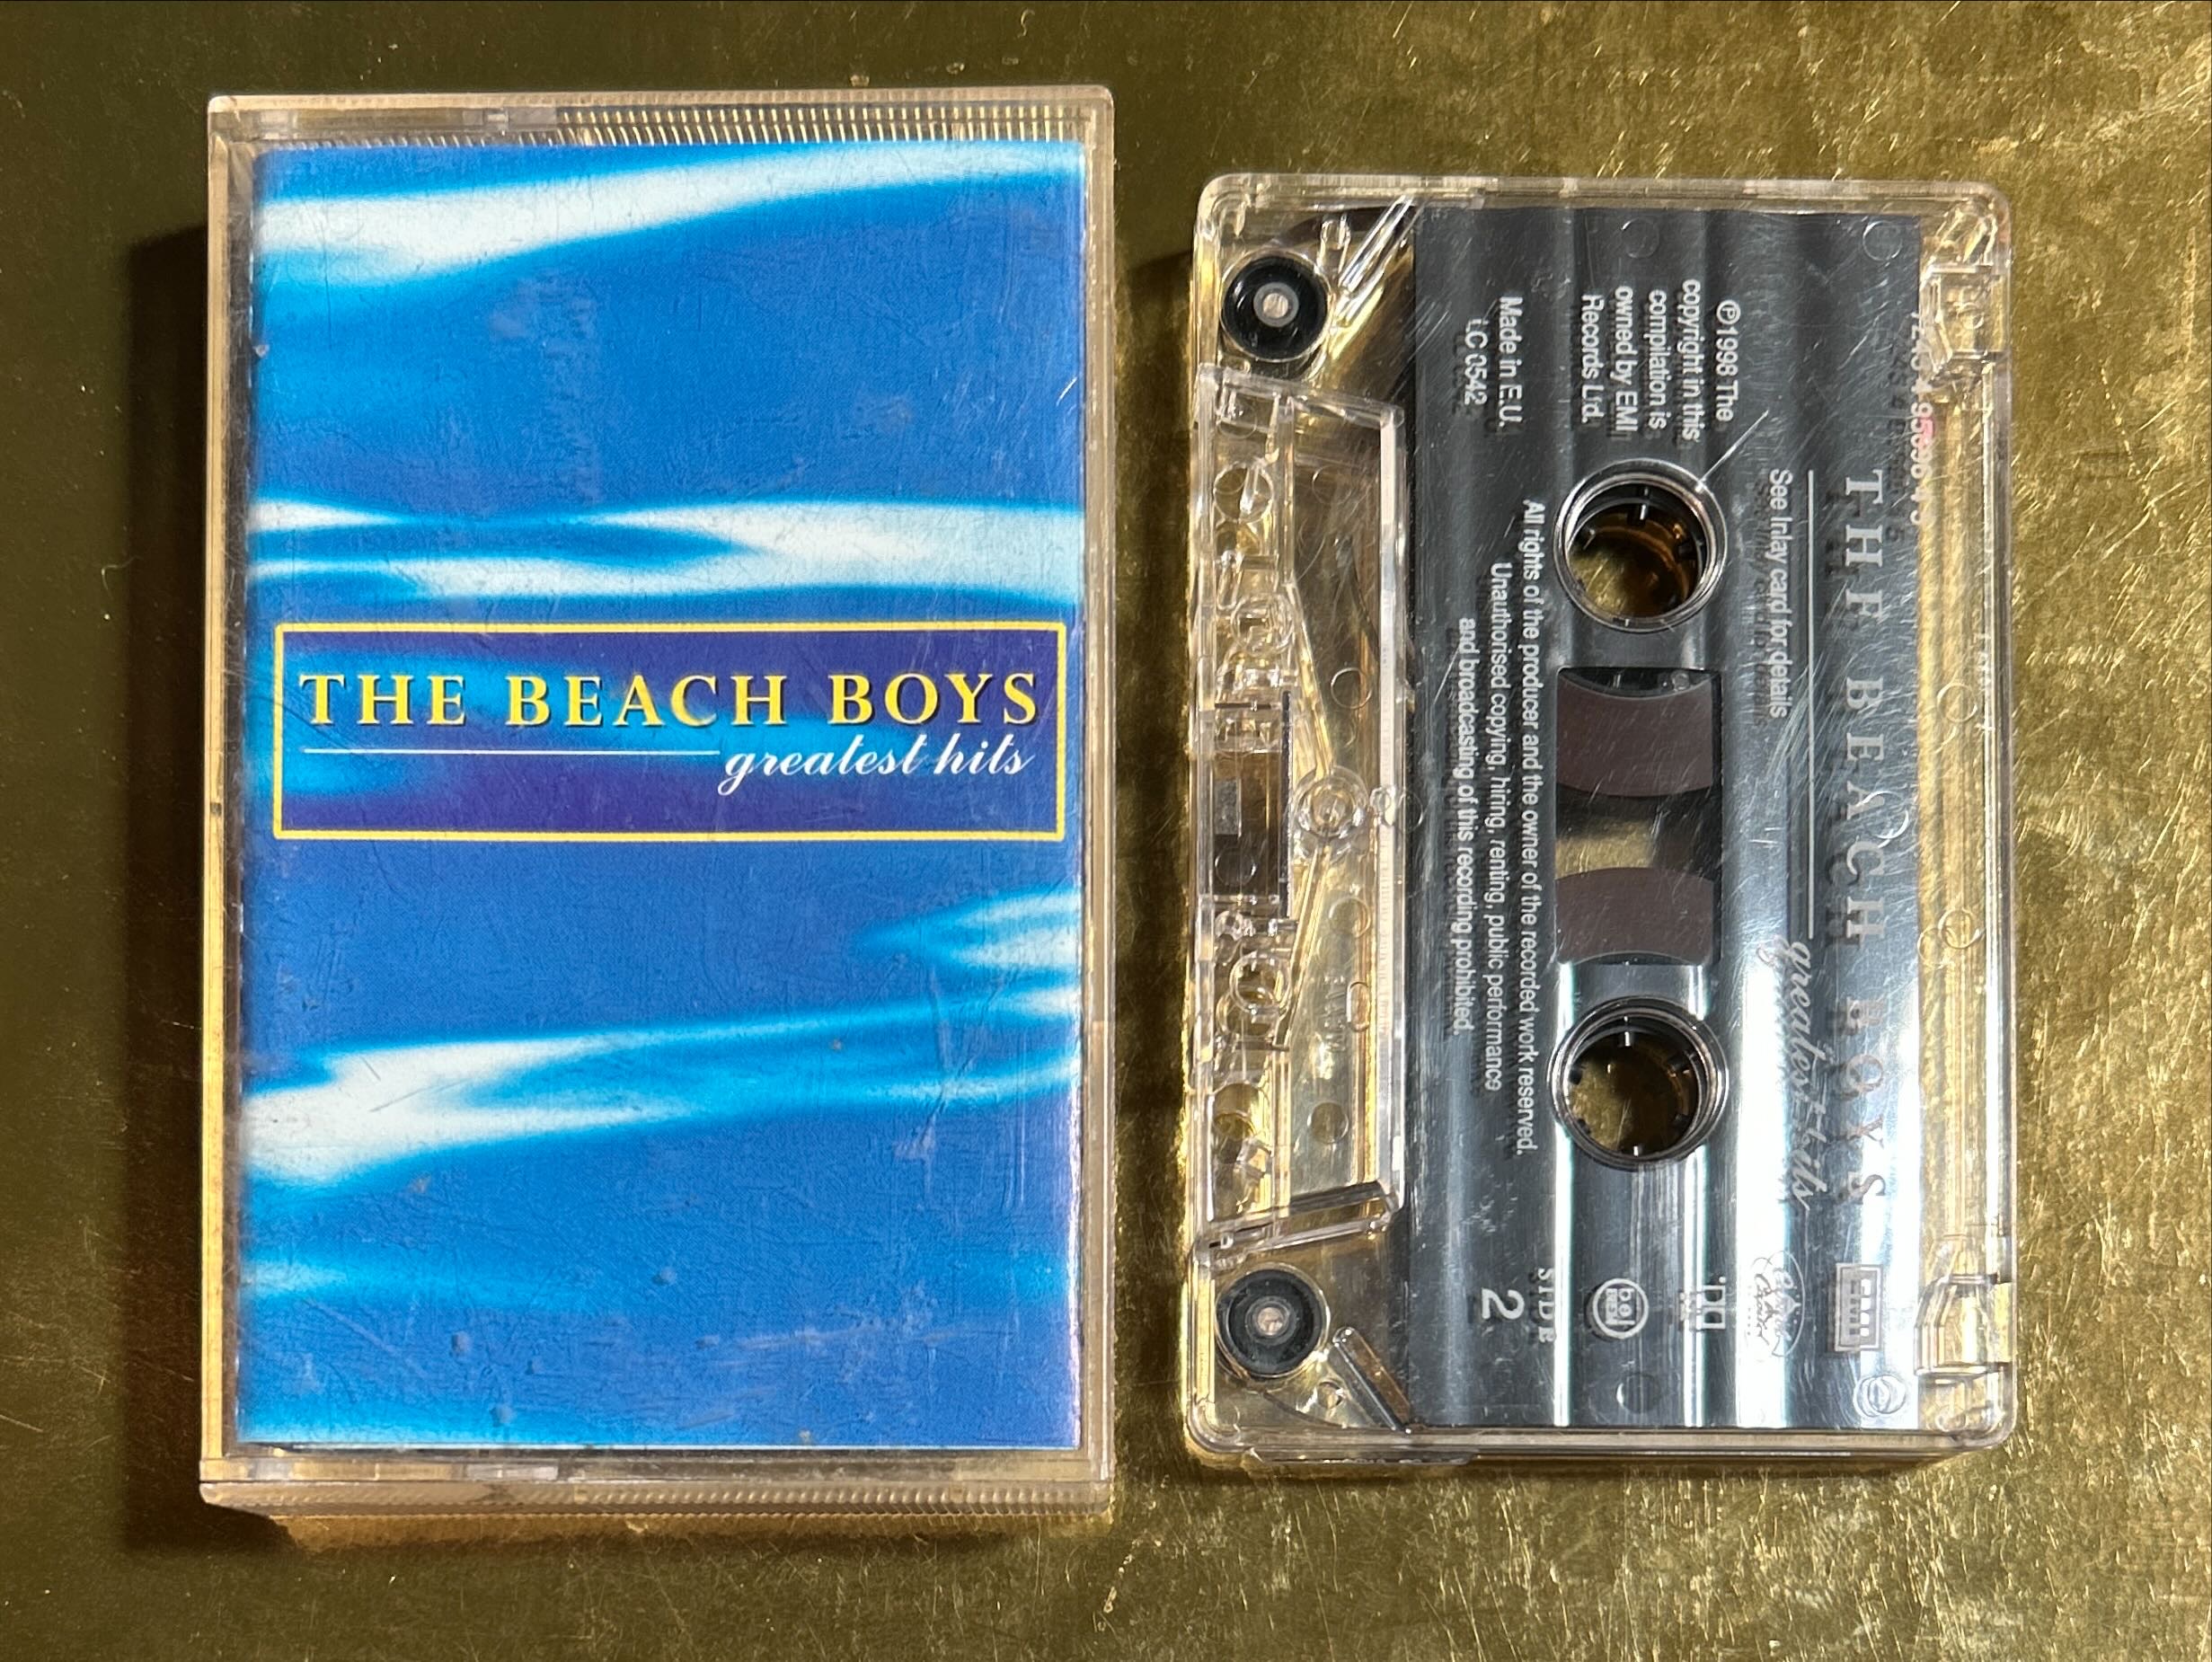 THE BEACH BOYS
greatest hits
THE BEACH BOYS
greatest hits
See Inlay card for details
℗1998 The
copyright in this
compilation is
owned by EMI
Records Ltd.
Made in E.U.
LC 0542
All rights of the producer and the owner of the recorded work reserved.
Unauthorised copying, hiring, renting, public performance
and broadcasting of this recording prohibited.
EMI
SIDE
2